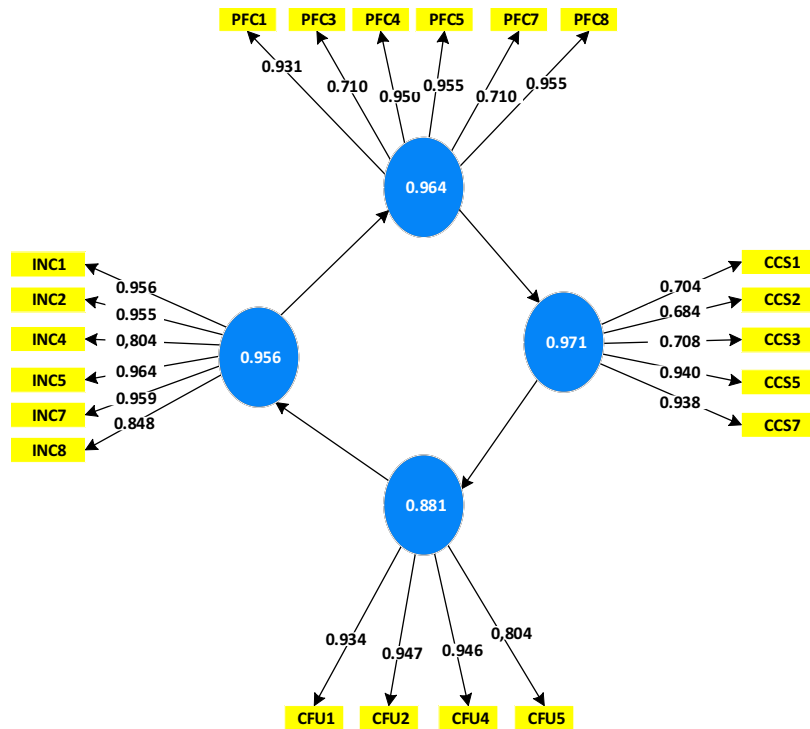 PFC1 PFC3 PFC4 PFC5 PFC7 PFC8
0.931 0.710 0.950 0.955 0.710 0.955
0.964
INC1
INC2
INC4
INC5
INC7
INC8
0.956
0.955
0,804
0.964
0.959
0.848
0.956
0.971
0.704
0.684
0.708
0.940
0.938
CCS1
CCS2
CCS3
CCS5
CCS7
0.881
0.934 0.947 0.946 0,804
CFU1 CFU2 CFU4 CFU5